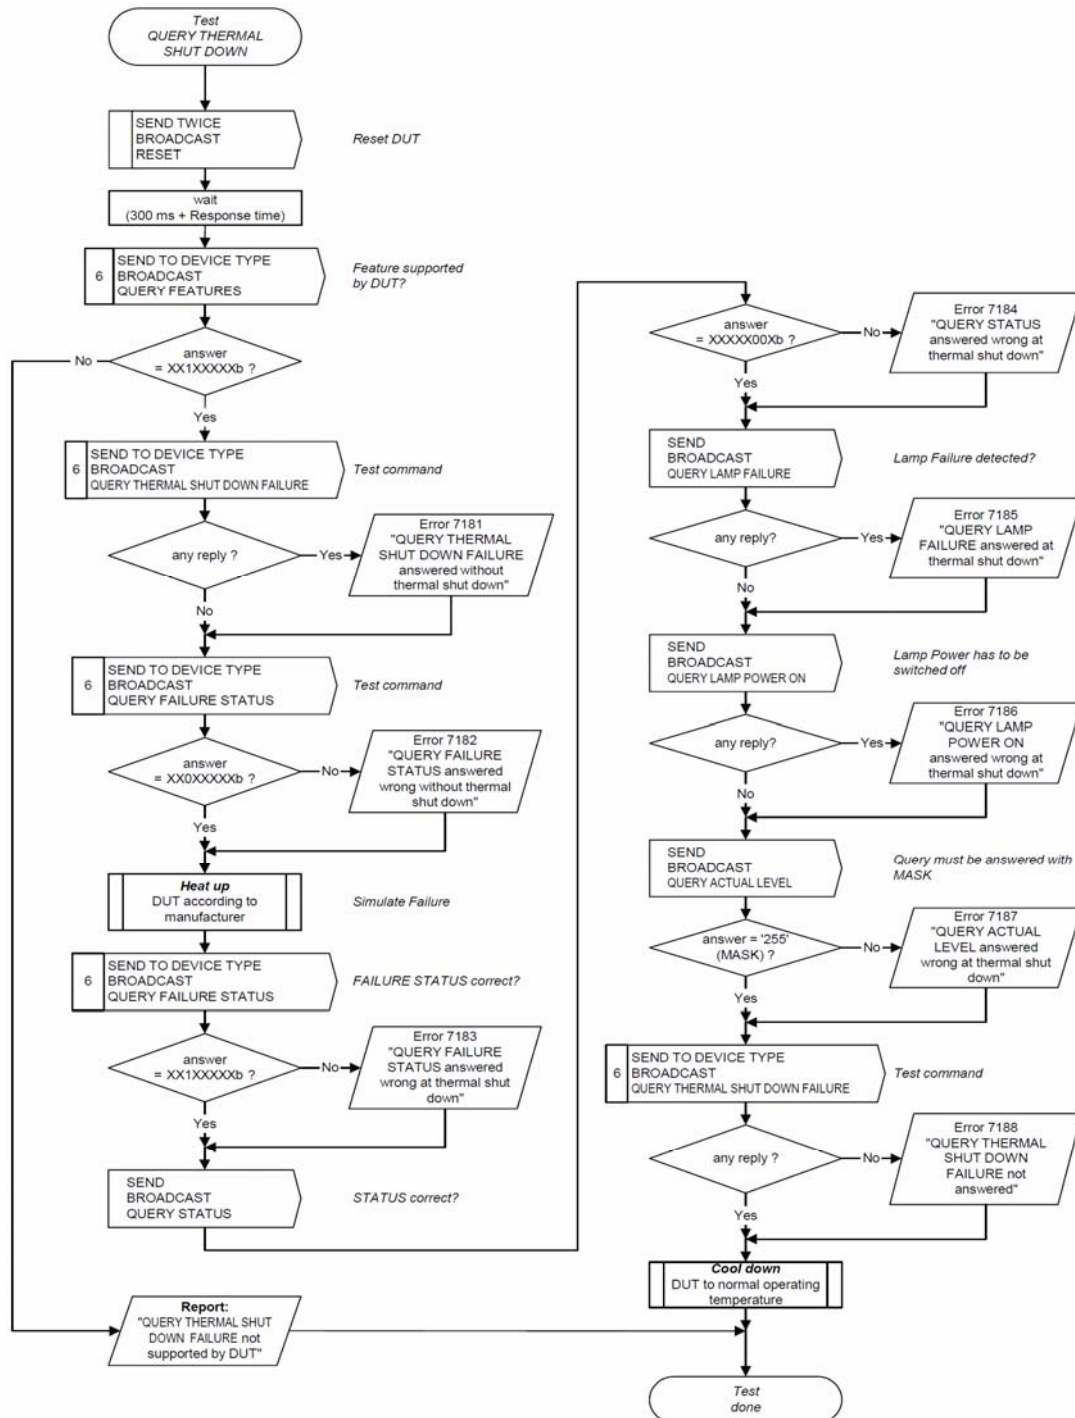 Test
QUERY THERMAL
SHUT DOWN
SEND TWICE
BROADCAST
RESET
Reset DUT
wait
(300 ms + Response time)
6
SEND TO DEVICE TYPE
BROADCAST
QUERY FEATURES
Feature supported
by DUT?
No
answer
= XX1XXXXXb ?
Yes
6
SEND TO DEVICE TYPE
BROADCAST
QUERY THERMAL SHUT DOWN FAILURE
Test command
any reply ?
Yes
Error 7181
"QUERY THERMAL
SHUT DOWN FAILURE
answered without
thermal shut down"
No
6
SEND TO DEVICE TYPE
BROADCAST
QUERY FAILURE STATUS
Test command
answer
= XX0XXXXXb ?
No
Error 7182
"QUERY FAILURE
STATUS answered
wrong without thermal
shut down"
Yes
Heat up
DUT according to
manufacturer
Simulate Failure
6
SEND TO DEVICE TYPE
BROADCAST
QUERY FAILURE STATUS
FAILURE STATUS correct?
answer
= XX1XXXXXb ?
No
Error 7183
"QUERY FAILURE
STATUS answered
wrong at thermal shut
down"
Yes
SEND
BROADCAST
QUERY STATUS
STATUS correct?
Report:
"QUERY THERMAL SHUT
DOWN FAILURE not
supported by DUT"
answer
= XXXXX00Xb ?
No
Error 7184
"QUERY STATUS
answered wrong at
thermal shut down"
Yes
SEND
BROADCAST
QUERY LAMP FAILURE
Lamp Failure detected?
any reply?
Yes
Error 7185
"QUERY LAMP
FAILURE answered at
thermal shut down"
No
SEND
BROADCAST
QUERY LAMP POWER ON
Lamp Power has to be
switched off
any reply?
Yes
Error 7186
"QUERY LAMP
POWER ON
answered wrong at
thermal shut down"
No
SEND
BROADCAST
QUERY ACTUAL LEVEL
Query must be answered with
MASK
answer = '255'
(MASK) ?
No
Error 7187
"QUERY ACTUAL
LEVEL answered
wrong at thermal shut
down"
Yes
6
SEND TO DEVICE TYPE
BROADCAST
QUERY THERMAL SHUT DOWN FAILURE
Test command
any reply ?
No
Error 7188
"QUERY THERMAL
SHUT DOWN
FAILURE not
answered"
Yes
Cool down
DUT to normal operating
temperature
Test
done